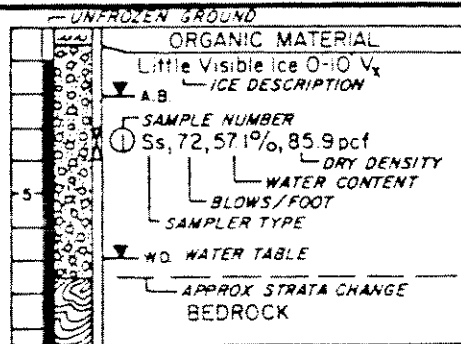 UNFROZEN GROUND
ORGANIC MATERIAL
Little Visible Ice 0-10' Vx
ICE DESCRIPTION
A.B.
SAMPLE NUMBER
1 Ss, 72, 57.1%, 85.9 pcf
DRY DENSITY
WATER CONTENT
5
BLOWS/FOOT
SAMPLER TYPE
W.D. WATER TABLE
APPROX STRATA CHANGE
BEDROCK